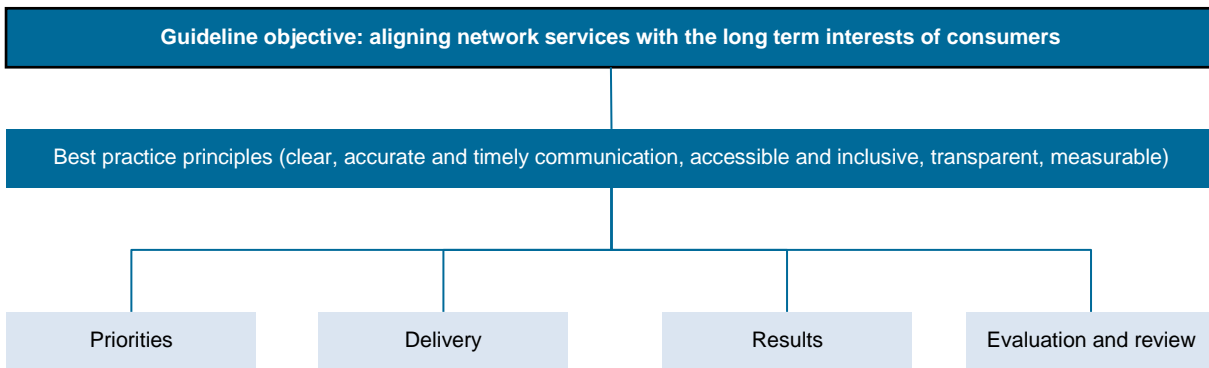 Guideline objective: aligning network services with the long term interests of consumers
Best practice principles (clear, accurate and timely communication, accessible and inclusive, transparent, measurable)
Priorities
Delivery
Results
Evaluation and review